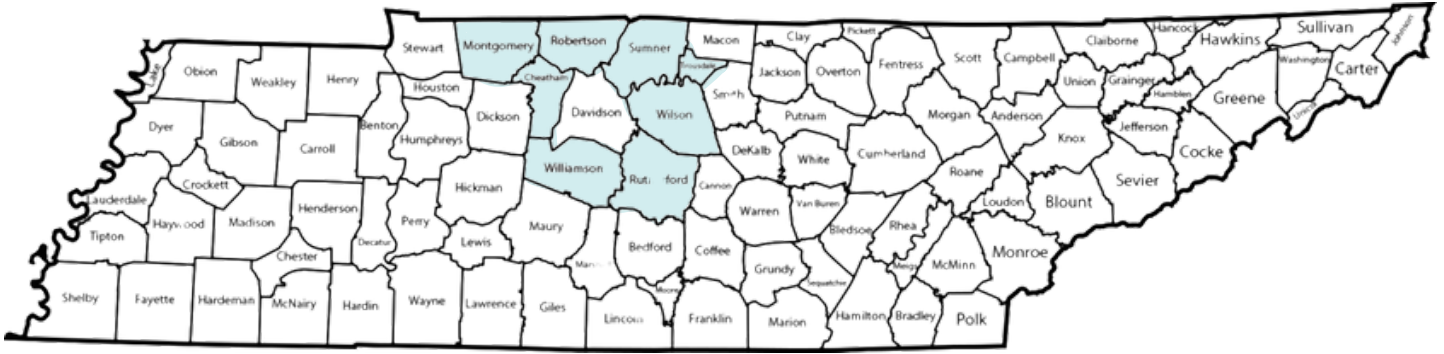 Stewart
Montgomery
Robertson
Sumner
Macon
Clay
Pickett
Scott
Campbell
Claiborne
Hancock
Hawkins
Sullivan
Johnson
Lake
Obion
Weakley
Henry
Houston
Cheatham
Trousdale
Jackson
Overton
Fentress
Union
Grainger
Hamblen
Washington
Carter
Greene
Unicoi
Dyer
Gibson
Carroll
Benton
Humphreys
Dickson
Davidson
Wilson
Putnam
Morgan
Anderson
Knox
Jefferson
Cocke
Crockett
Hickman
Williamson
DeKalb
White
Cumberland
Roane
Loudon
Blount
Sevier
Lauderdale
Tipton
Haywood
Madison
Henderson
Decatur
Perry
Lewis
Maury
Cannon
Warren
Van Buren
Bledsoe
Rhea
Meigs
McMinn
Monroe
Chester
Bedford
Coffee
Grundy
Sequatchie
Shelby
Fayette
Hardeman
McNairy
Hardin
Wayne
Lawrence
Giles
Moore
Franklin
Marion
Hamilton
Bradley
Polk